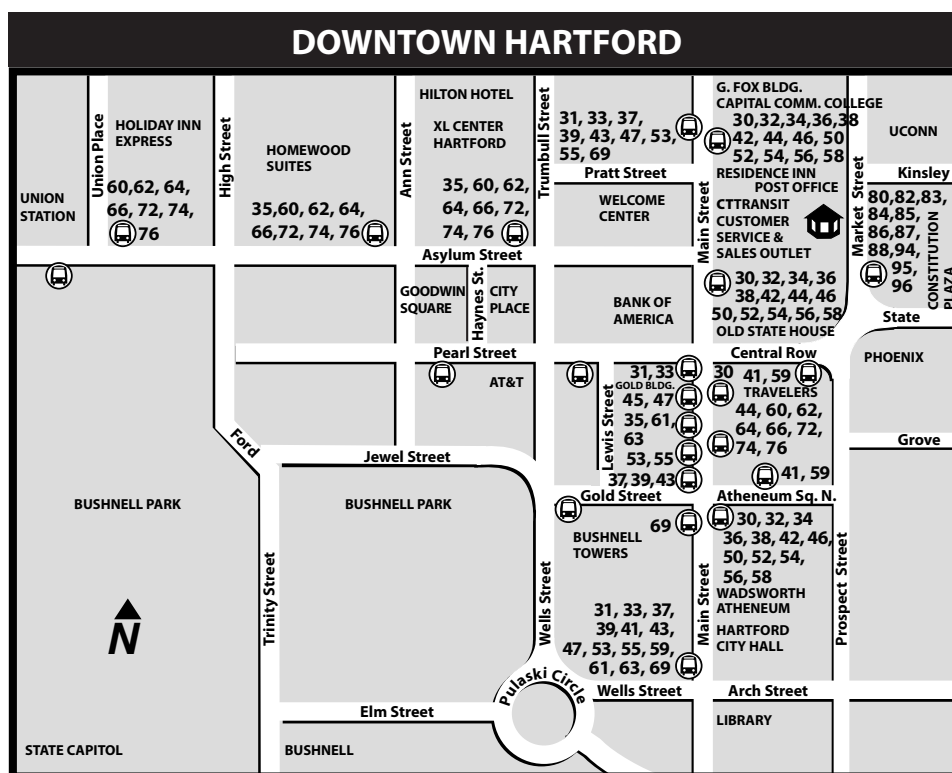 DOWNTOWN HARTFORD
Union Place
HOLIDAY INN
EXPRESS
60,62, 64,
66, 72, 74,
76
UNION
STATION
High Street
HOMEWOOD
SUITES
35,60, 62, 64,
66,72, 74, 76
Ann Street
HILTON HOTEL
XL CENTER
HARTFORD
35, 60, 62,
64, 66, 72,
74, 76
Trumbull Street
31, 33, 37,
39, 43, 47, 53,
55, 69
Pratt Street
WELCOME
CENTER
Main Street
G. FOX BLDG.
CAPITAL COMM. COLLEGE
30,32, 34, 36,38
42, 44, 46, 50
52, 54, 56, 58
RESIDENCE INN
POST OFFICE
CTTRANSIT
CUSTOMER
SERVICE &
SALES OUTLET
Market Street
UCONN
Kinsley
80,82, 83,
84,85,
86,87,
88,94,
95,
96
CONSTITUTION
PLAZA
Asylum Street
GOODWIN
SQUARE
Haynes St.
CITY
PLACE
BANK OF
AMERICA
30, 32, 34, 36
38,42, 44, 46
50, 52, 54, 56, 58
OLD STATE HOUSE
State
Pearl Street
Central Row
PHOENIX
AT&T
Lewis Street
31, 33
GOLD BLDG.
45, 47
35, 61,
63
53, 55
37,39, 43
30
41, 59
TRAVELERS
44, 60, 62,
64, 66, 72,
74, 76
41, 59
Grove
Ford
Jewel Street
Gold Street
Atheneum Sq. N.
BUSHNELL PARK
BUSHNELL PARK
BUSHNELL
TOWERS
69
30, 32, 34
36, 38, 42, 46,
50, 52, 54,
56, 58
WADSWORTH
ATHENEUM
HARTFORD
CITY HALL
Trinity Street
Wells Street
Main Street
Prospect Street
N
31, 33, 37,
39, 41, 43,
47, 53, 55, 59,
61, 63, 69
Pulaski Circle
Wells Street
Arch Street
Elm Street
LIBRARY
STATE CAPITOL
BUSHNELL